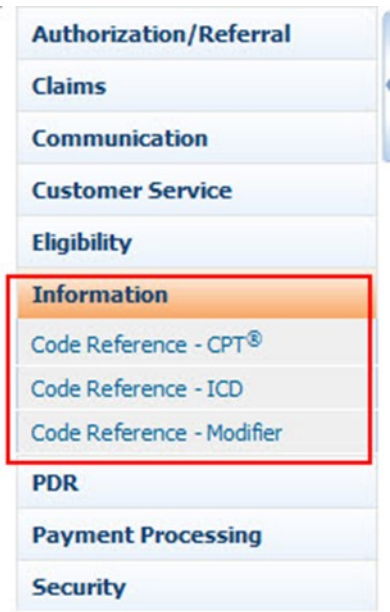 Authorization/Referral
Claims
Communication
Customer Service
Eligibility
Information
Code Reference - CPT®
Code Reference - ICD
Code Reference - Modifier
PDR
Payment Processing
Security